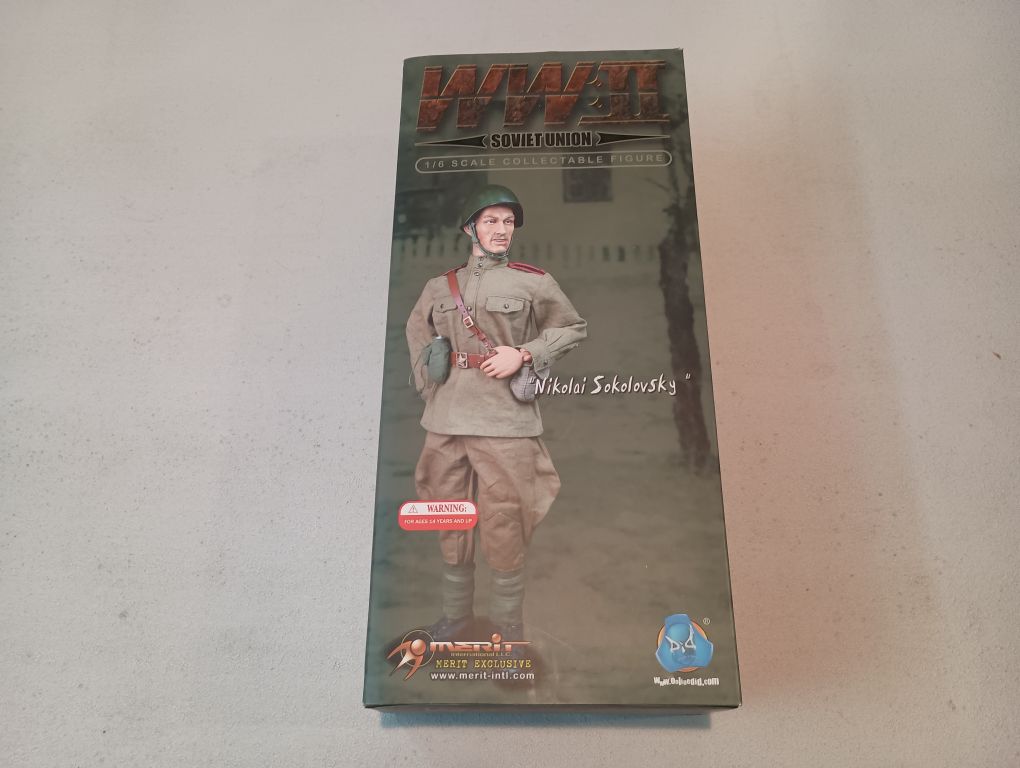 WWII
SOVIET UNION
1/6 SCALE COLLECTABLE FIGURE
"Nikolai Sokolovsky"
WARNING:
FOR AGES 14 YEARS AND UP
MERIT
International L.L.C.
MERIT EXCLUSIVE
www.merit-intl.com
DiD
®